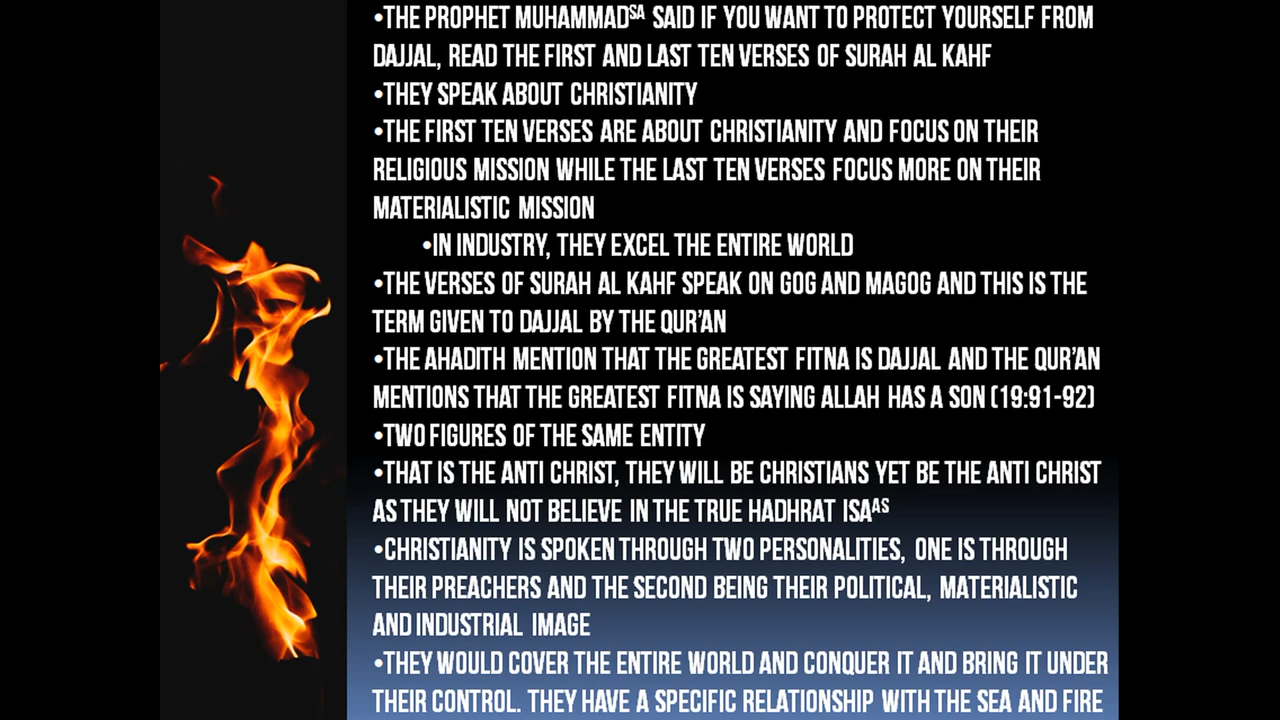 •THE PROPHET MUHAMMADSA SAID IF YOU WANT TO PROTECT YOURSELF FROM
DAJJAL, READ THE FIRST AND LAST TEN VERSES OF SURAH AL KAHF
•THEY SPEAK ABOUT CHRISTIANITY
•THE FIRST TEN VERSES ARE ABOUT CHRISTIANITY AND FOCUS ON THEIR
RELIGIOUS MISSION WHILE THE LAST TEN VERSES FOCUS MORE ON THEIR
MATERIALISTIC MISSION
•IN INDUSTRY, THEY EXCEL THE ENTIRE WORLD
•THE VERSES OF SURAH AL KAHF SPEAK ON GOG AND MAGOG AND THIS IS THE
TERM GIVEN TO DAJJAL BY THE QUR'AN
•THE AHADITH MENTION THAT THE GREATEST FITNA IS DAJJAL AND THE QUR'AN
MENTIONS THAT THE GREATEST FITNA IS SAYING ALLAH HAS A SON (19:91-92)
•TWO FIGURES OF THE SAME ENTITY
•THAT IS THE ANTI CHRIST, THEY WILL BE CHRISTIANS YET BE THE ANTI CHRIST
AS THEY WILL NOT BELIEVE IN THE TRUE HADHRAT ISAAS
•CHRISTIANITY IS SPOKEN THROUGH TWO PERSONALITIES, ONE IS THROUGH
THEIR PREACHERS AND THE SECOND BEING THEIR POLITICAL, MATERIALISTIC
AND INDUSTRIAL IMAGE
•THEY WOULD COVER THE ENTIRE WORLD AND CONQUER IT AND BRING IT UNDER
THEIR CONTROL. THEY HAVE A SPECIFIC RELATIONSHIP WITH THE SEA AND FIRE